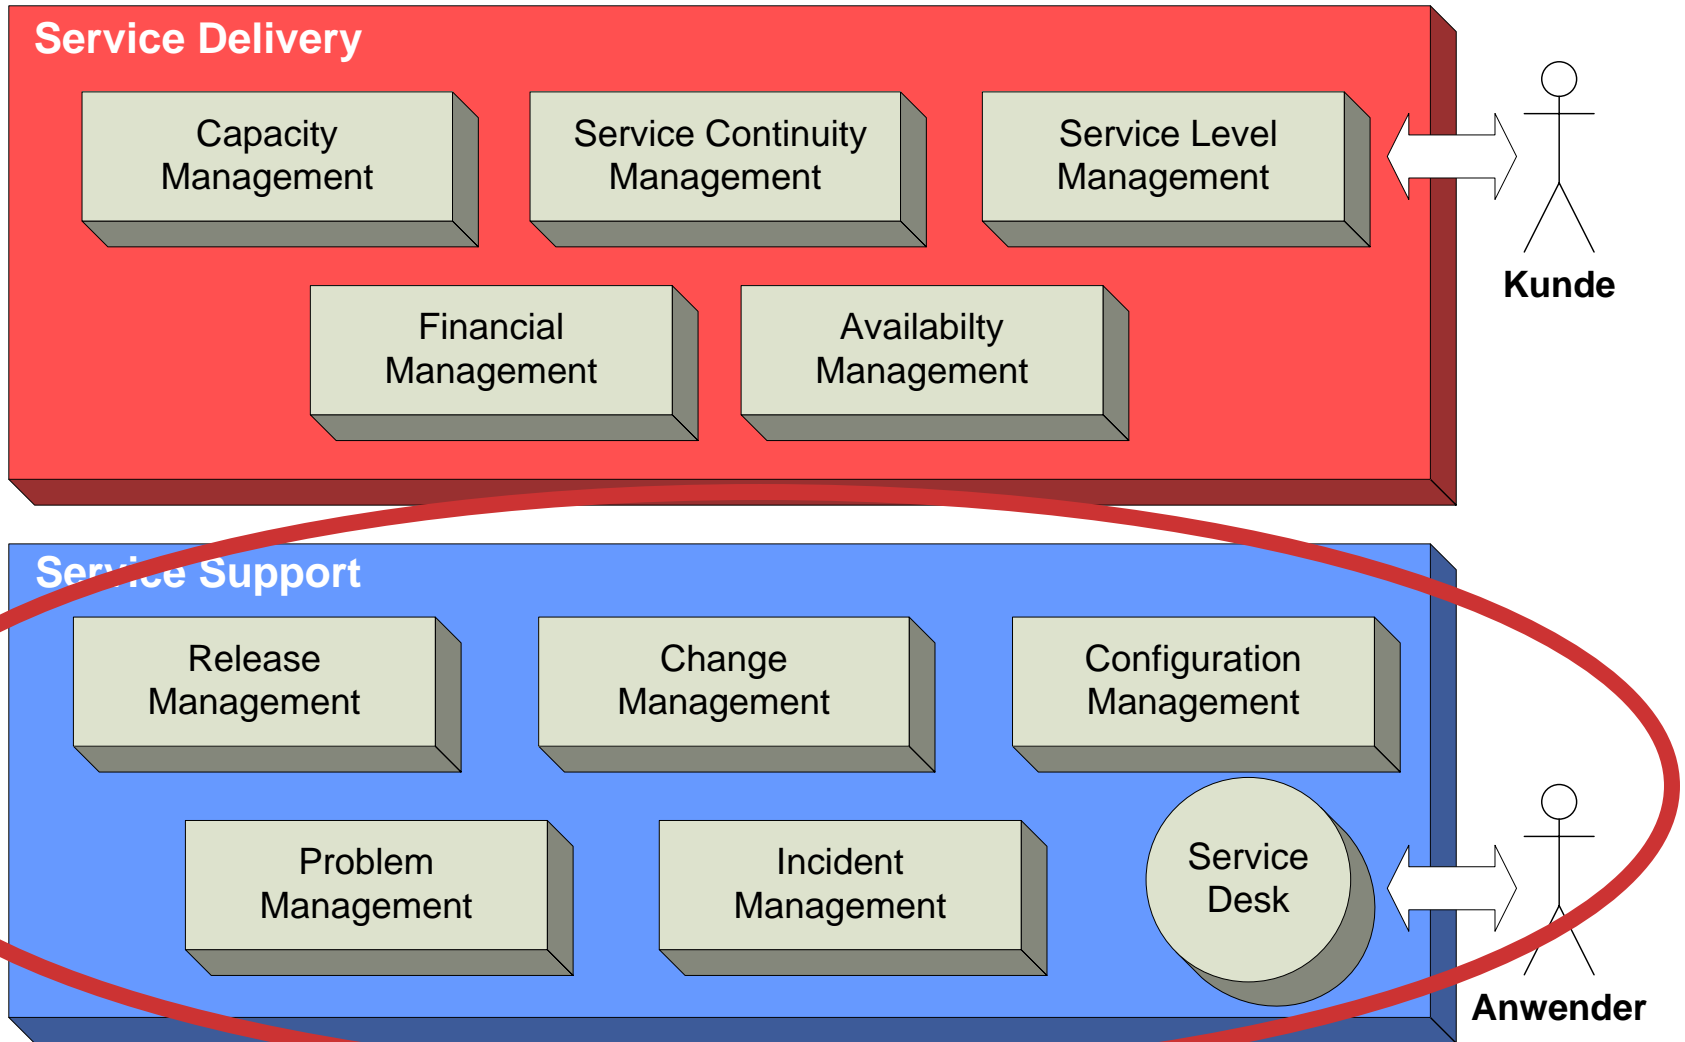 Service Delivery
Capacity
Management
Service Continuity
Management
Service Level
Management
Kunde
Financial
Management
Availabilty
Management
Service Support
Release
Management
Change
Management
Configuration
Management
Problem
Management
Incident
Management
Service
Desk
Anwender